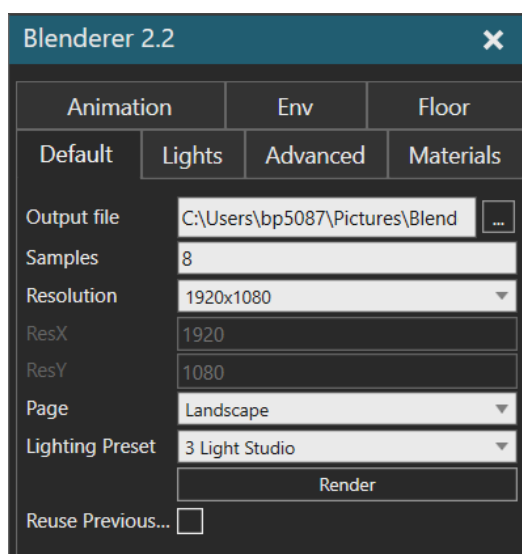 Blenderer 2.2
Animation Env Floor
Default Lights Advanced Materials
Output file C:\Users\bp5087\Pictures\Blend ...
Samples 8
Resolution 1920x1080
ResX 1920
ResY 1080
Page Landscape
Lighting Preset 3 Light Studio
Render
Reuse Previous...